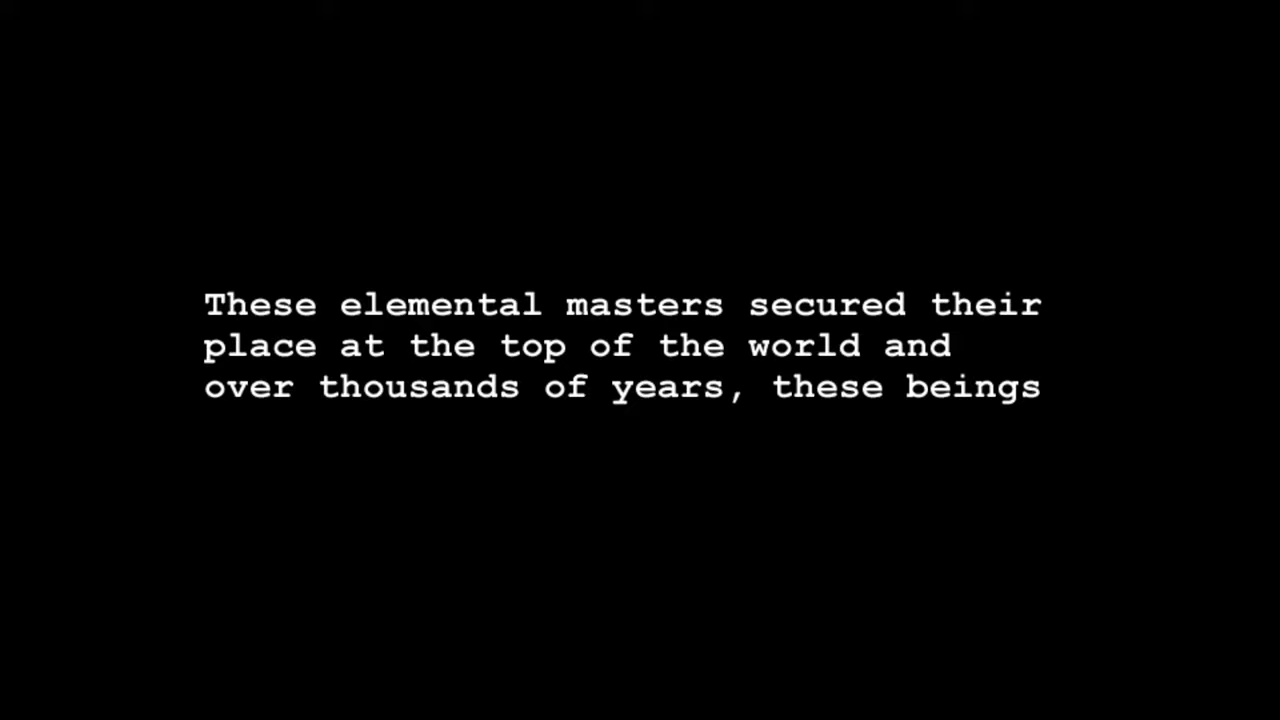 These elemental masters secured their
place at the top of the world and
over thousands of years, these beings